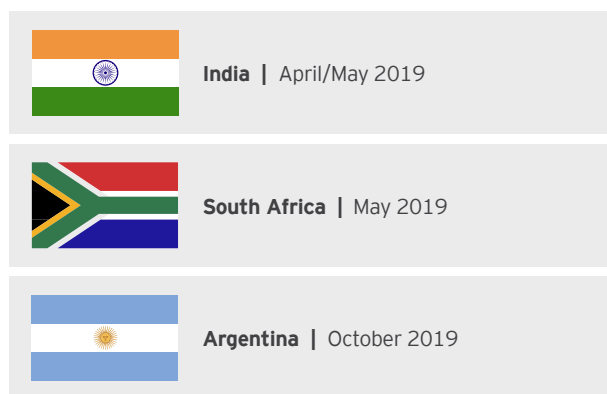 India | April/May 2019
South Africa | May 2019
Argentina | October 2019